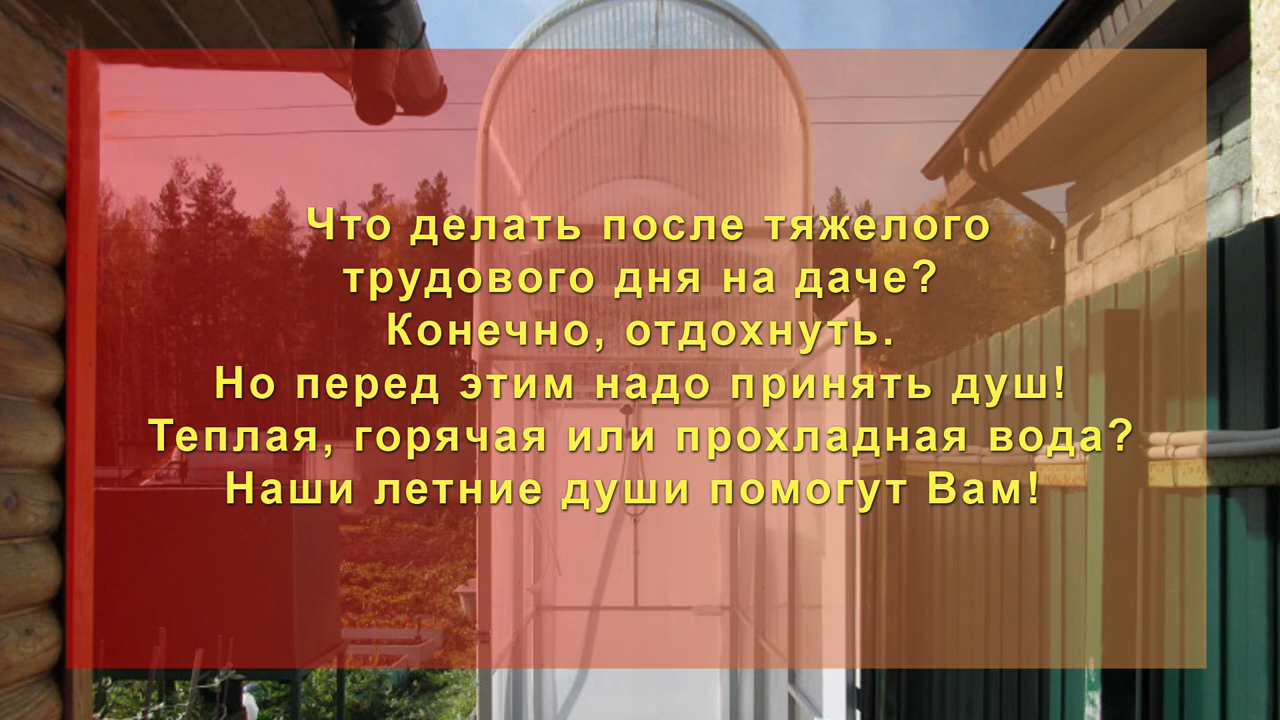 Что делать после тяжелого
трудового дня на даче?
Конечно, отдохнуть.
Но перед этим надо принять душ!
Теплая, горячая или прохладная вода?
Наши летние души помогут Вам!